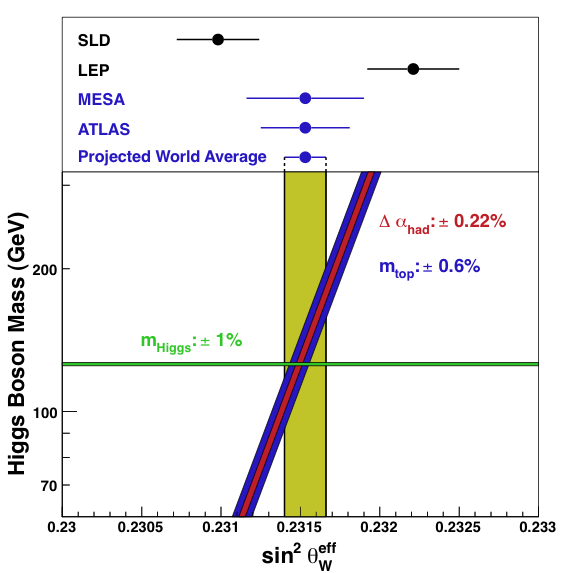 SLD
LEP
MESA
ATLAS
Projected World Average
Δ α_had: ± 0.22%
m_top: ± 0.6%
m_Higgs: ± 1%
Higgs Boson Mass (GeV)
200
100
70
0.23 0.2305 0.231 0.2315 0.232 0.2325 0.233
sin² θ_W^eff